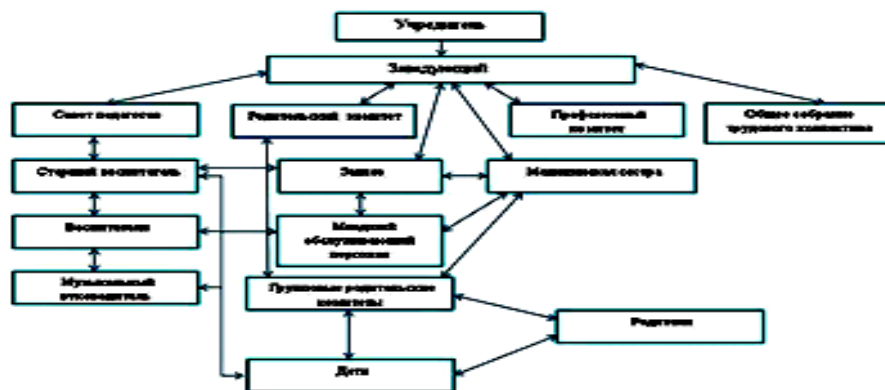 Учредитель
Заведующий
Совет педагогов
Родительский комитет
Профсоюзный
комитет
Общее собрание
трудового коллектива
Старший воспитатель
Завхоз
Медицинская сестра
Воспитатели
Младший
обслуживающий
персонал
Музыкальный
руководитель
Групповые родительские
комитеты
Родители
Дети